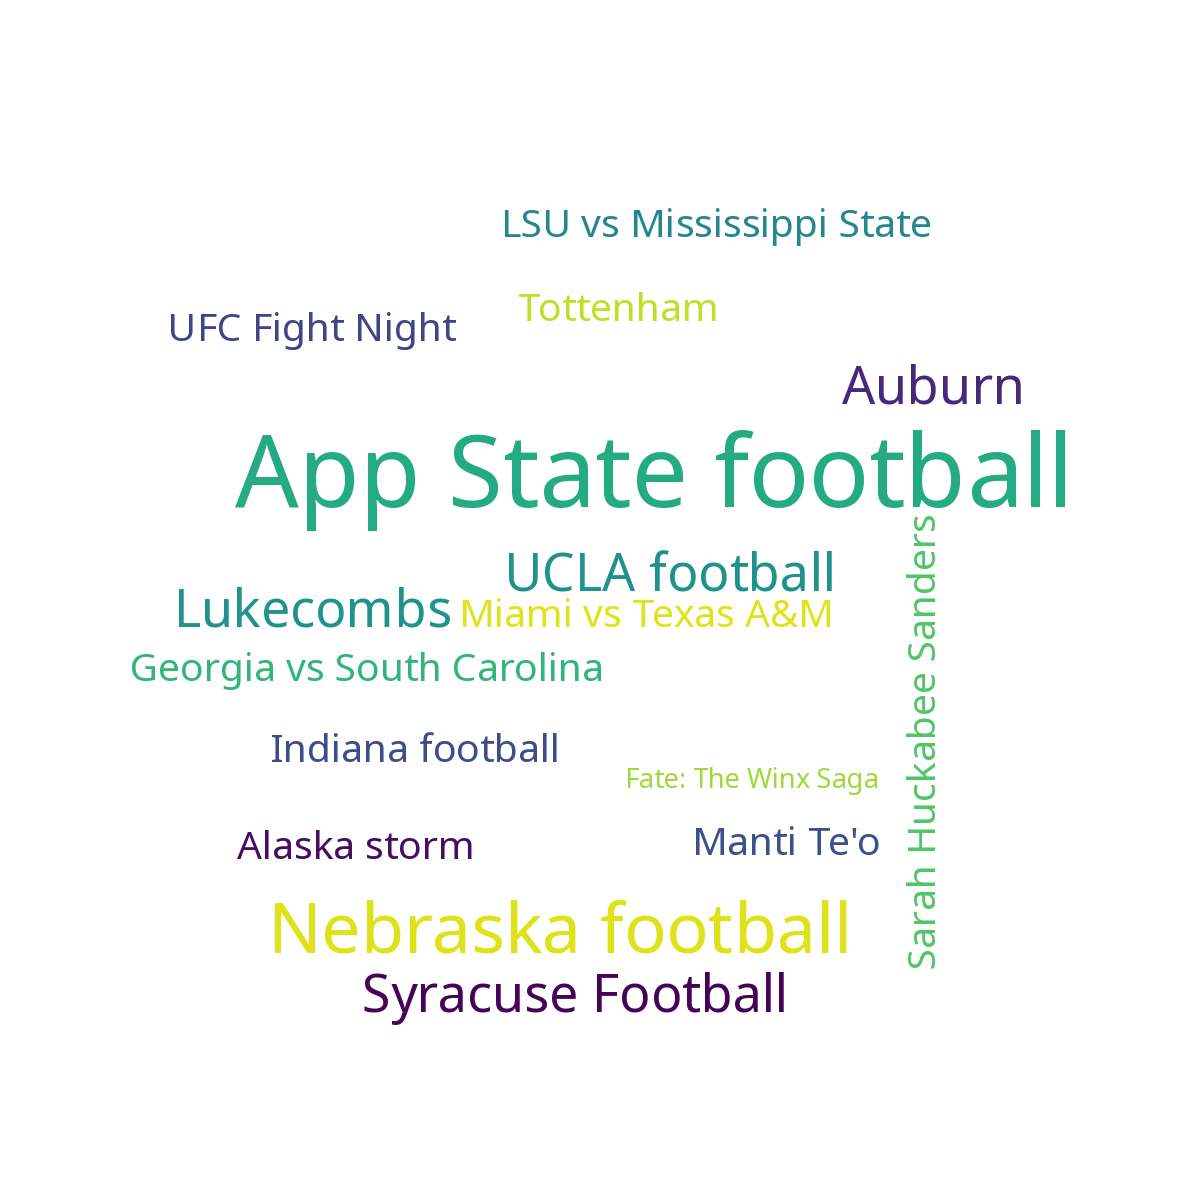 LSU vs Mississippi State
Tottenham
UFC Fight Night
Auburn
App State football
UCLA football
Lukecombs
Miami vs Texas A&M
Georgia vs South Carolina
Sarah Huckabee Sanders
Indiana football
Fate: The Winx Saga
Alaska storm
Manti Te'o
Nebraska football
Syracuse Football